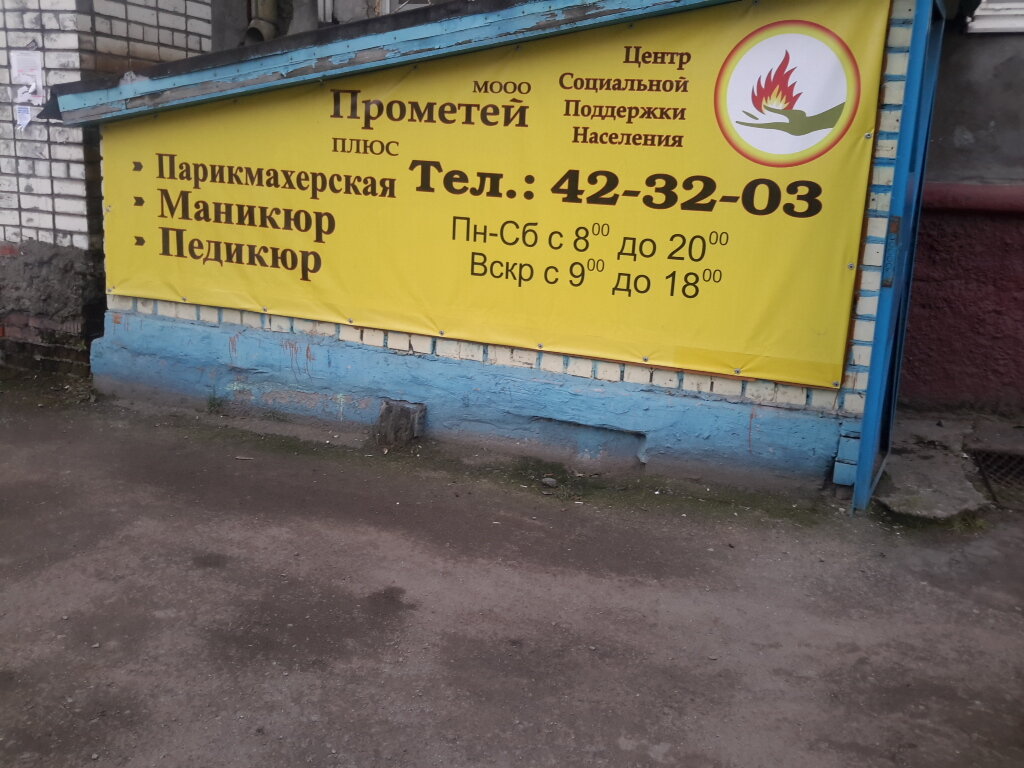 МООО
Прометей
ПЛЮС
Центр
Социальной
Поддержки
Населения
» Парикмахерская
» Маникюр
» Педикюр
Тел.: 42-32-03
Пн-Сб с 8⁰⁰ до 20⁰⁰
Вскр с 9⁰⁰ до 18⁰⁰